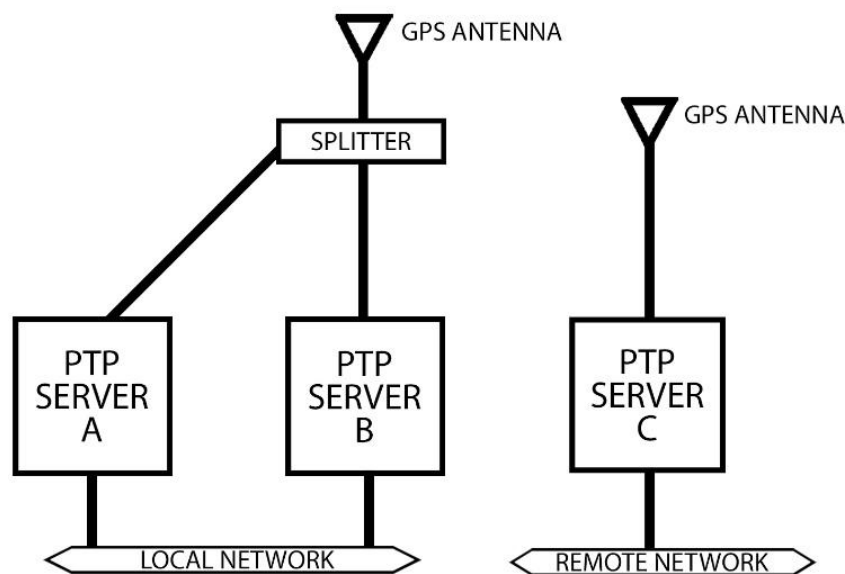 GPS ANTENNA
GPS ANTENNA
SPLITTER
PTP
SERVER
A
PTP
SERVER
B
PTP
SERVER
C
LOCAL NETWORK
REMOTE NETWORK